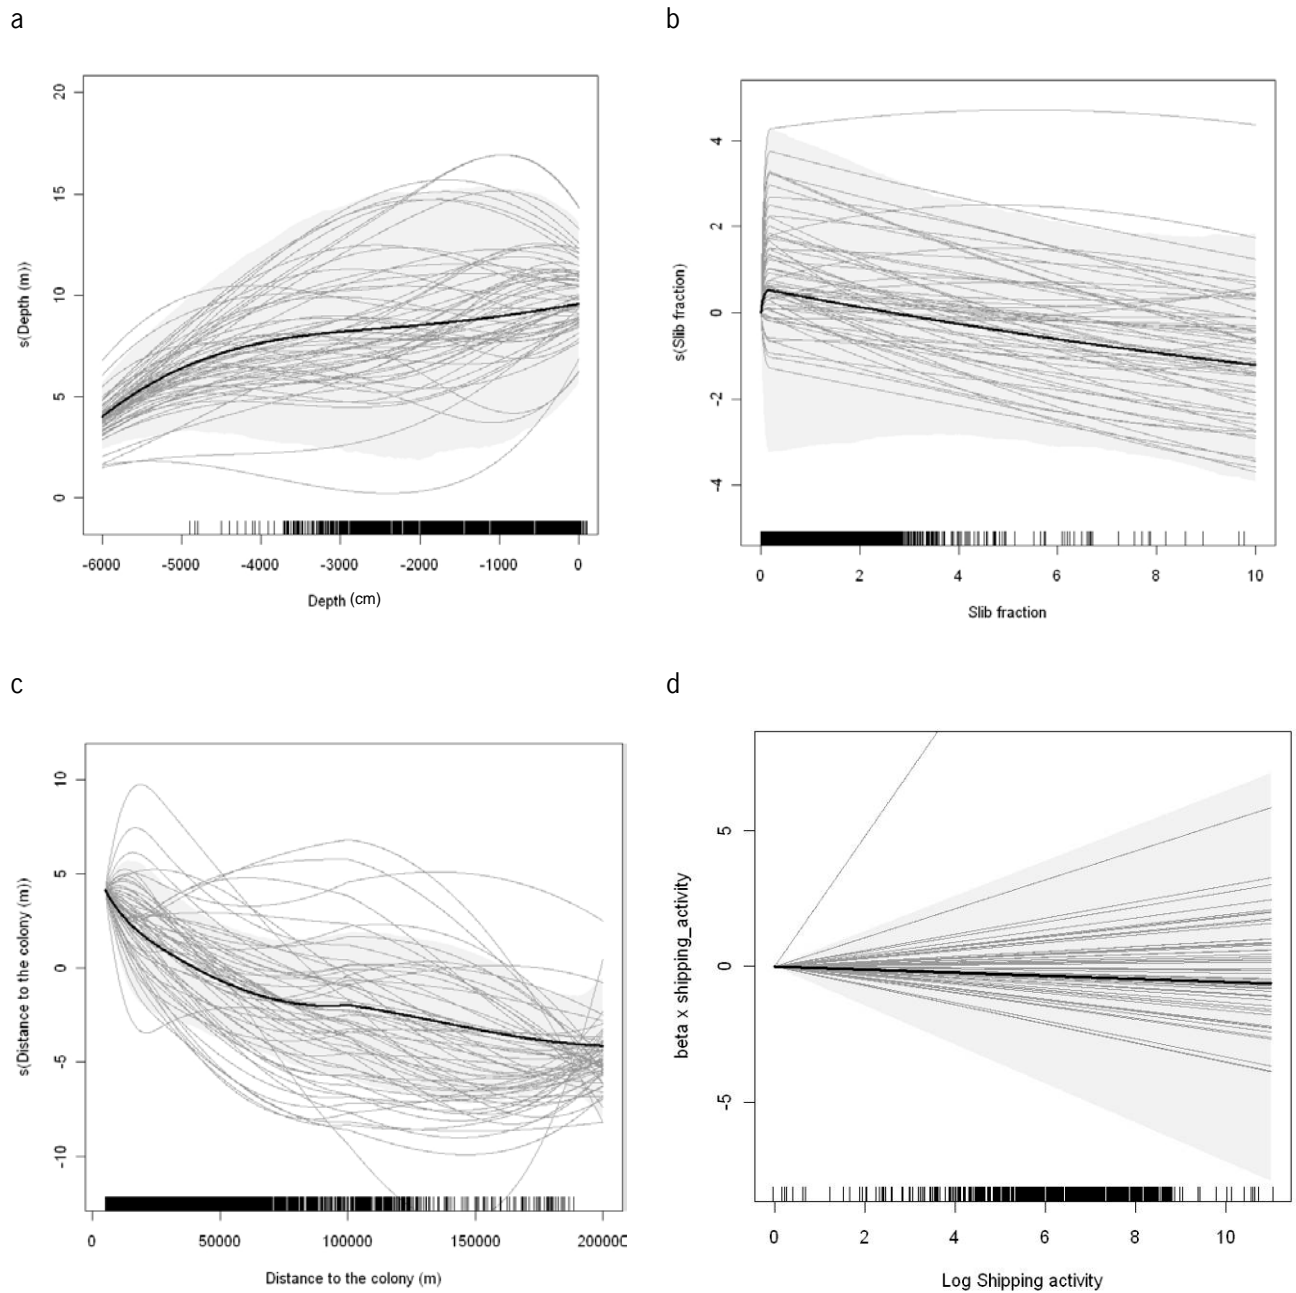 a
b
20
15
10
5
0
s(Depth (m))
-6000 -5000 -4000 -3000 -2000 -1000 0
Depth (cm)
4
2
0
-2
-4
s(Slib fraction)
0 2 4 6 8 10
Slib fraction
c
d
10
5
0
-5
-10
s(Distance to the colony (m))
0 50000 100000 150000 20000
Distance to the colony (m)
5
0
-5
beta x shipping_activity
0 2 4 6 8 10
Log Shipping activity